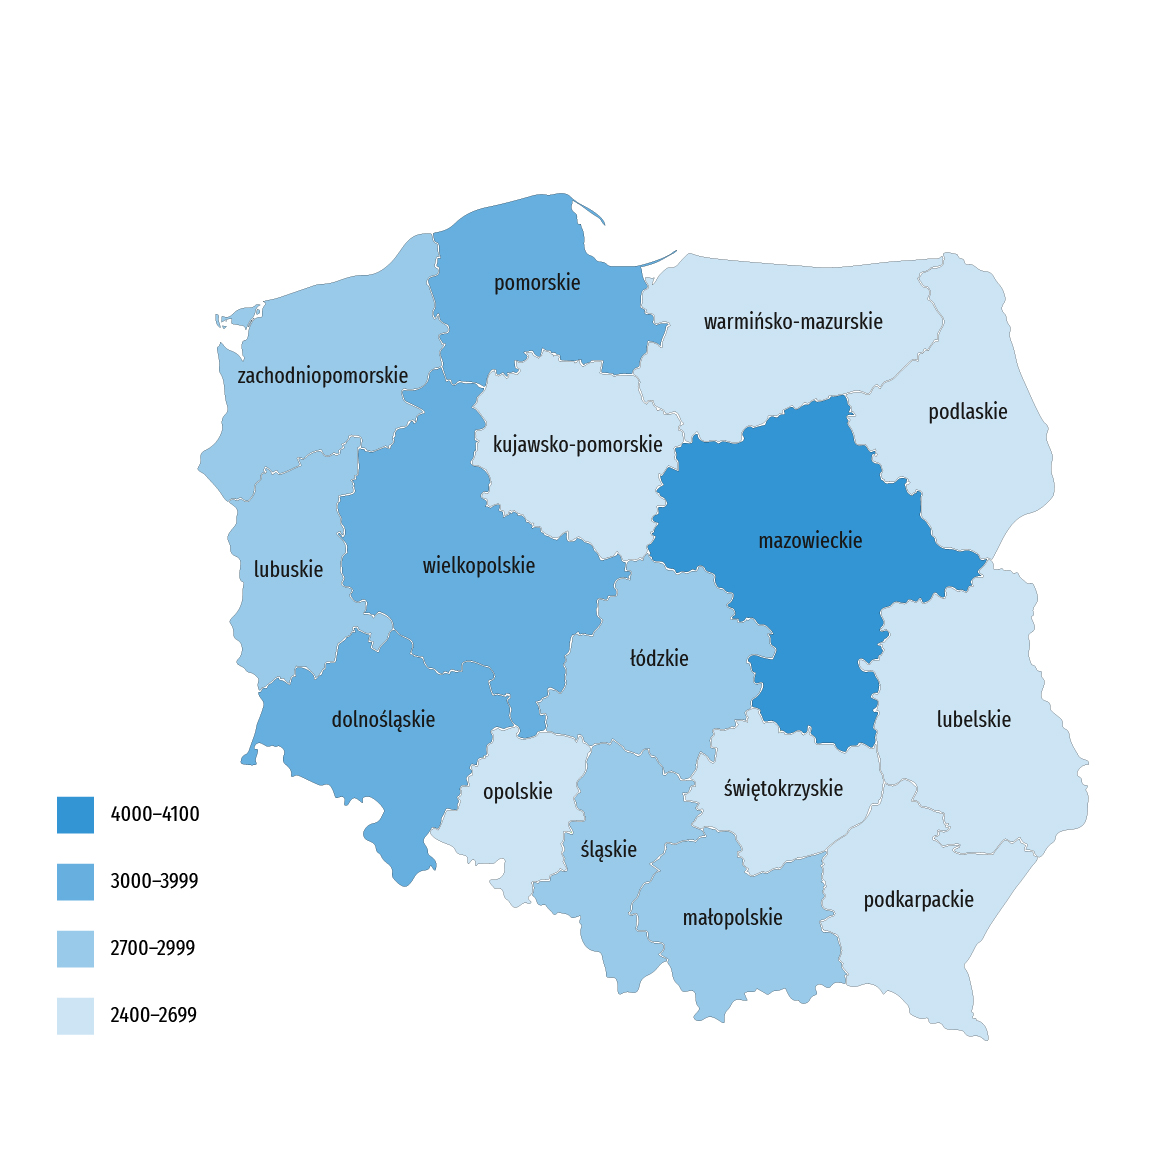 pomorskie
warmińsko-mazurskie
zachodniopomorskie
podlaskie
kujawsko-pomorskie
mazowieckie
wielkopolskie
lubuskie
łódzkie
dolnośląskie
lubelskie
opolskie
świętokrzyskie
śląskie
podkarpackie
małopolskie
4000–4100
3000–3999
2700–2999
2400–2699